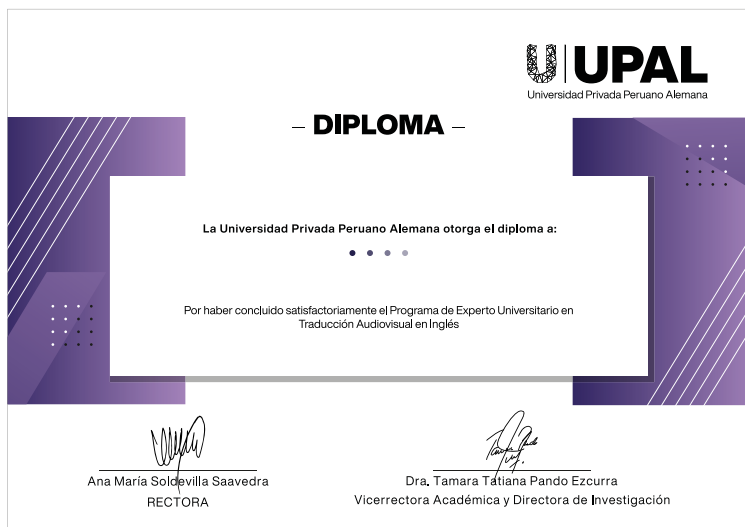 UPAL
Universidad Privada Peruano Alemana
– DIPLOMA –
La Universidad Privada Peruano Alemana otorga el diploma a:
Por haber concluido satisfactoriamente el Programa de Experto Universitario en
Traducción Audiovisual en Inglés
Ana María Soldevilla Saavedra
RECTORA
Dra. Tamara Tatiana Pando Ezcurra
Vicerrectora Académica y Directora de Investigación